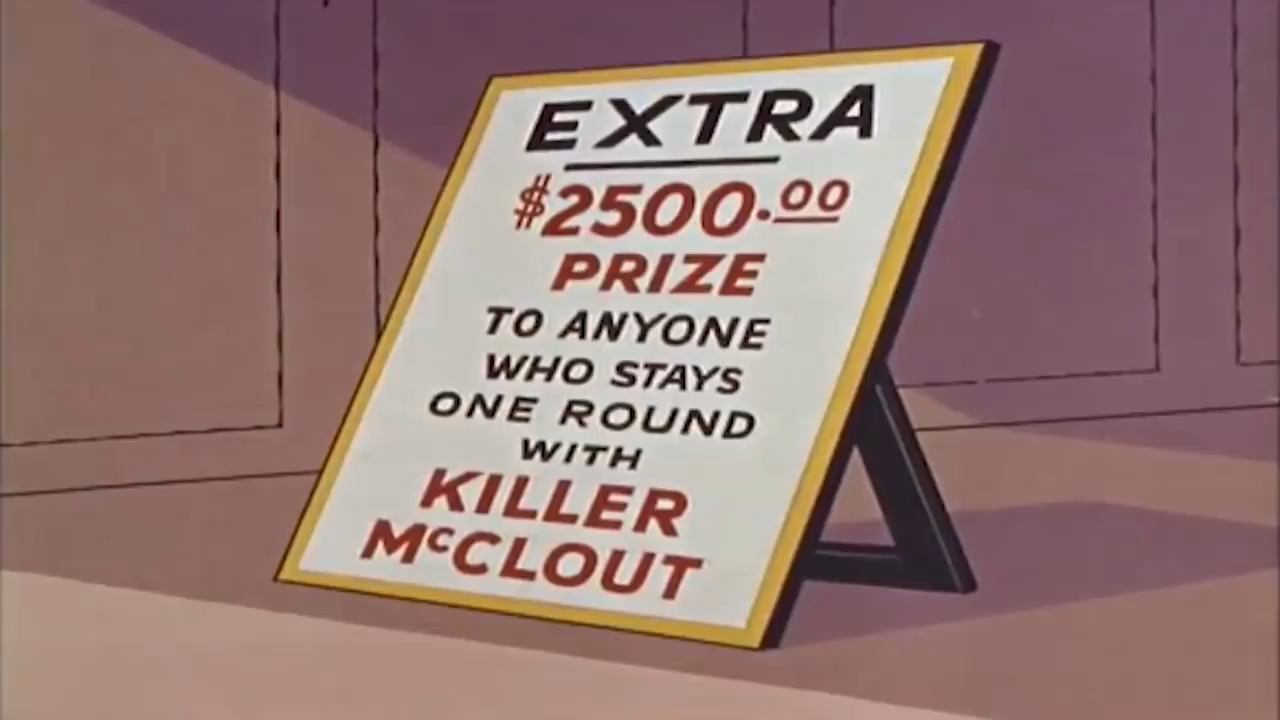 EXTRA
$2500.00
PRIZE
TO ANYONE
WHO STAYS
ONE ROUND
WITH
KILLER
McCLOUT